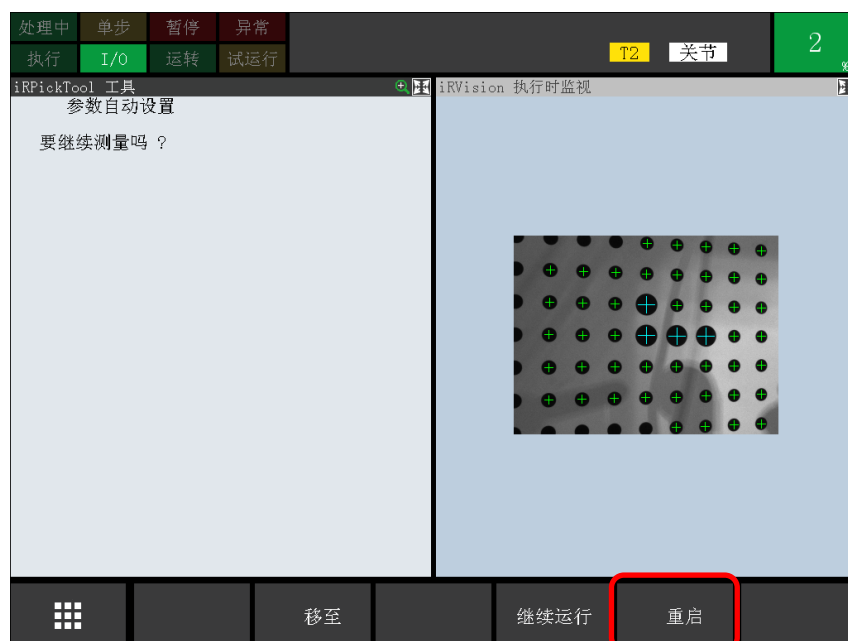 处理中 单步 暂停 异常
执行 I/O 运转 试运行
T2 关节
2
%
iRPickTool 工具
iRVision 执行时监视
参数自动设置
要继续测量吗 ?
移至 继续运行 重启